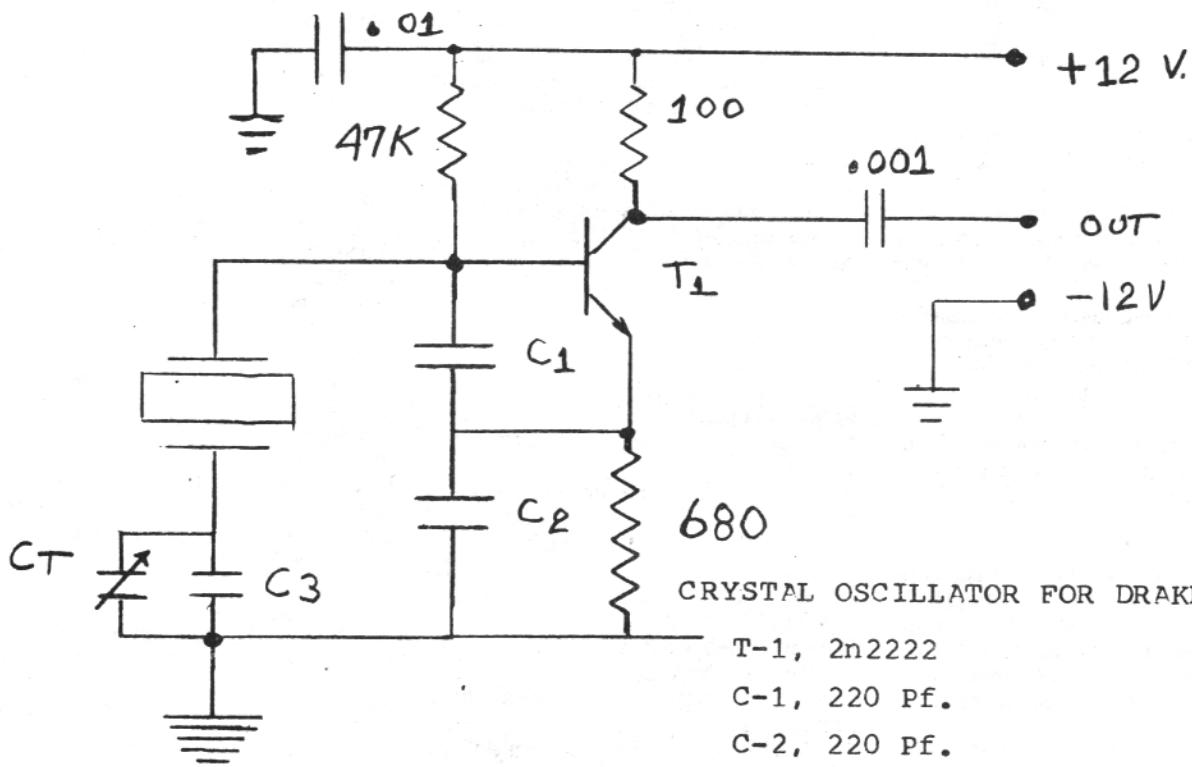 .01
+12 V.
47K
100
.001
OUT
T1
-12V
C1
C2
680
CT
C3
CRYSTAL OSCILLATOR FOR
T-1, 2n2222
C-1, 220 Pf.
C-2, 220 Pf.